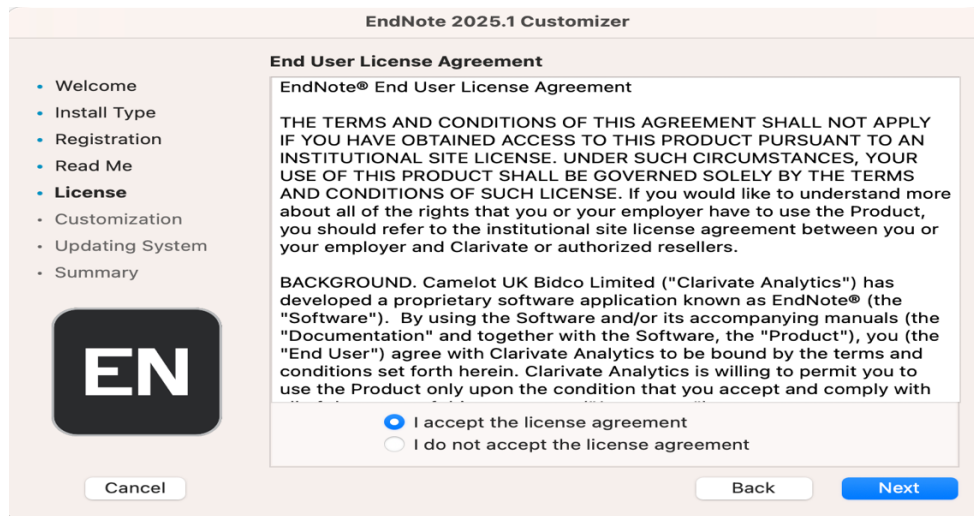 EndNote 2025.1 Customizer
Welcome
Install Type
Registration
Read Me
License
Customization
Updating System
Summary
EN
End User License Agreement
EndNote® End User License Agreement
THE TERMS AND CONDITIONS OF THIS AGREEMENT SHALL NOT APPLY
IF YOU HAVE OBTAINED ACCESS TO THIS PRODUCT PURSUANT TO AN
INSTITUTIONAL SITE LICENSE. UNDER SUCH CIRCUMSTANCES, YOUR
USE OF THIS PRODUCT SHALL BE GOVERNED SOLELY BY THE TERMS
AND CONDITIONS OF SUCH LICENSE. If you would like to understand more
about all of the rights that you or your employer have to use the Product,
you should refer to the institutional site license agreement between you or
your employer and Clarivate or authorized resellers.
BACKGROUND. Camelot UK Bidco Limited ("Clarivate Analytics") has
developed a proprietary software application known as EndNote® (the
"Software"). By using the Software and/or its accompanying manuals (the
"Documentation" and together with the Software, the "Product"), you (the
"End User") agree with Clarivate Analytics to be bound by the terms and
conditions set forth herein. Clarivate Analytics is willing to permit you to
use the Product only upon the condition that you accept and comply with
I accept the license agreement
I do not accept the license agreement
Cancel
Back
Next